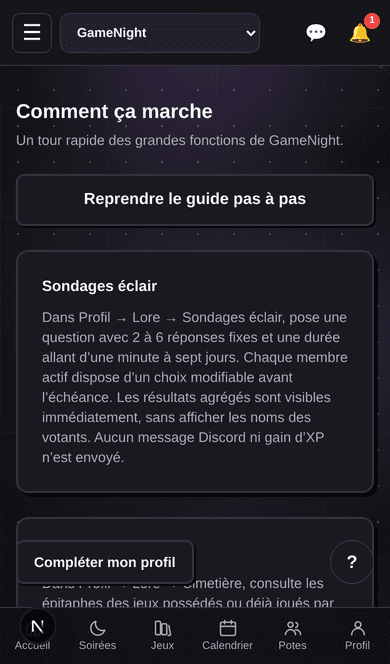 GameNight
1
Comment ça marche
Un tour rapide des grandes fonctions de GameNight.
Reprendre le guide pas à pas
Sondages éclair
Dans Profil → Lore → Sondages éclair, pose une
question avec 2 à 6 réponses fixes et une durée
allant d’une minute à sept jours. Chaque membre
actif dispose d’un choix modifiable avant
l’échéance. Les résultats agrégés sont visibles
immédiatement, sans afficher les noms des
votants. Aucun message Discord ni gain d’XP
n’est envoyé.
Compléter mon profil
?
Dans Profil → Lore → Cimetière, consulte les
épitaphes des jeux possédés ou déjà joués par
N
Accueil Soirées Jeux Calendrier Potes Profil